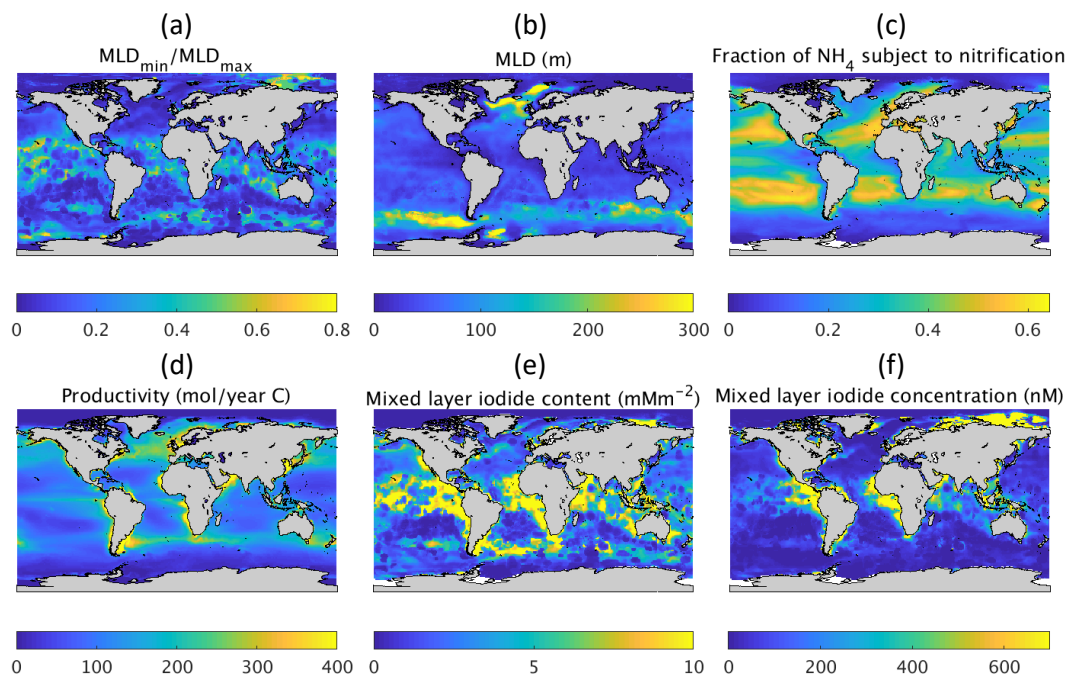 (a) (b) (c)
MLDmin/MLDmax MLD (m) Fraction of NH4 subject to nitrification
0 0.2 0.4 0.6 0.8 0 100 200 300 0.2 0.4 0.6
(d) (e) (f)
Productivity (mol/year C) Mixed layer iodide content (mMm−2) Mixed layer iodide concentration (nM)
0 100 200 300 400 0 5 10 0 200 400 600